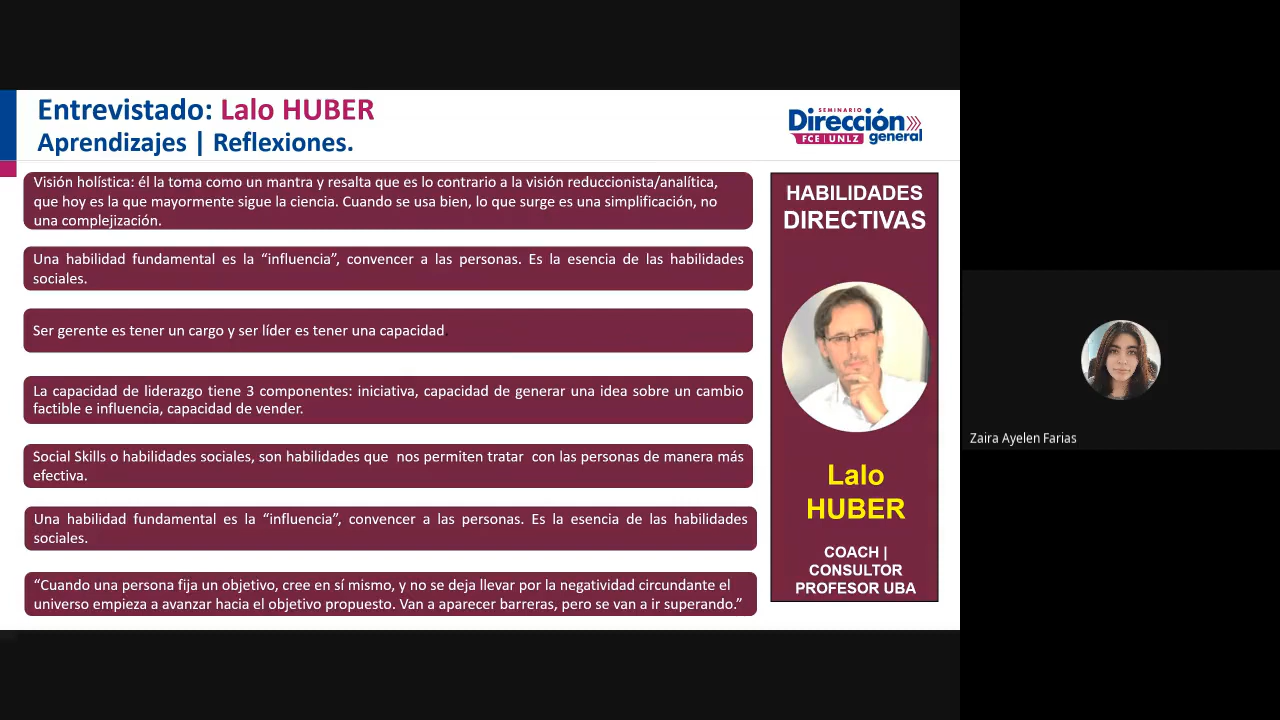 Entrevistado: Lalo HUBER
Aprendizajes | Reflexiones.
SEMINARIO
Dirección
FCE | UNLZ general
Visión holística: él la toma como un mantra y resalta que es lo contrario a la visión reduccionista/analítica,
que hoy es la que mayormente sigue la ciencia. Cuando se usa bien, lo que surge es una simplificación, no
una complejización.
Una habilidad fundamental es la “influencia”, convencer a las personas. Es la esencia de las habilidades
sociales.
Ser gerente es tener un cargo y ser líder es tener una capacidad
La capacidad de liderazgo tiene 3 componentes: iniciativa, capacidad de generar una idea sobre un cambio
factible e influencia, capacidad de vender.
Social Skills o habilidades sociales, son habilidades que nos permiten tratar con las personas de manera más
efectiva.
Una habilidad fundamental es la “influencia”, convencer a las personas. Es la esencia de las habilidades
sociales.
“Cuando una persona fija un objetivo, cree en sí mismo, y no se deja llevar por la negatividad circundante el
universo empieza a avanzar hacia el objetivo propuesto. Van a aparecer barreras, pero se van a ir superando.”
HABILIDADES
DIRECTIVAS
Lalo
HUBER
COACH |
CONSULTOR
PROFESOR UBA
Zaira Ayelen Farias